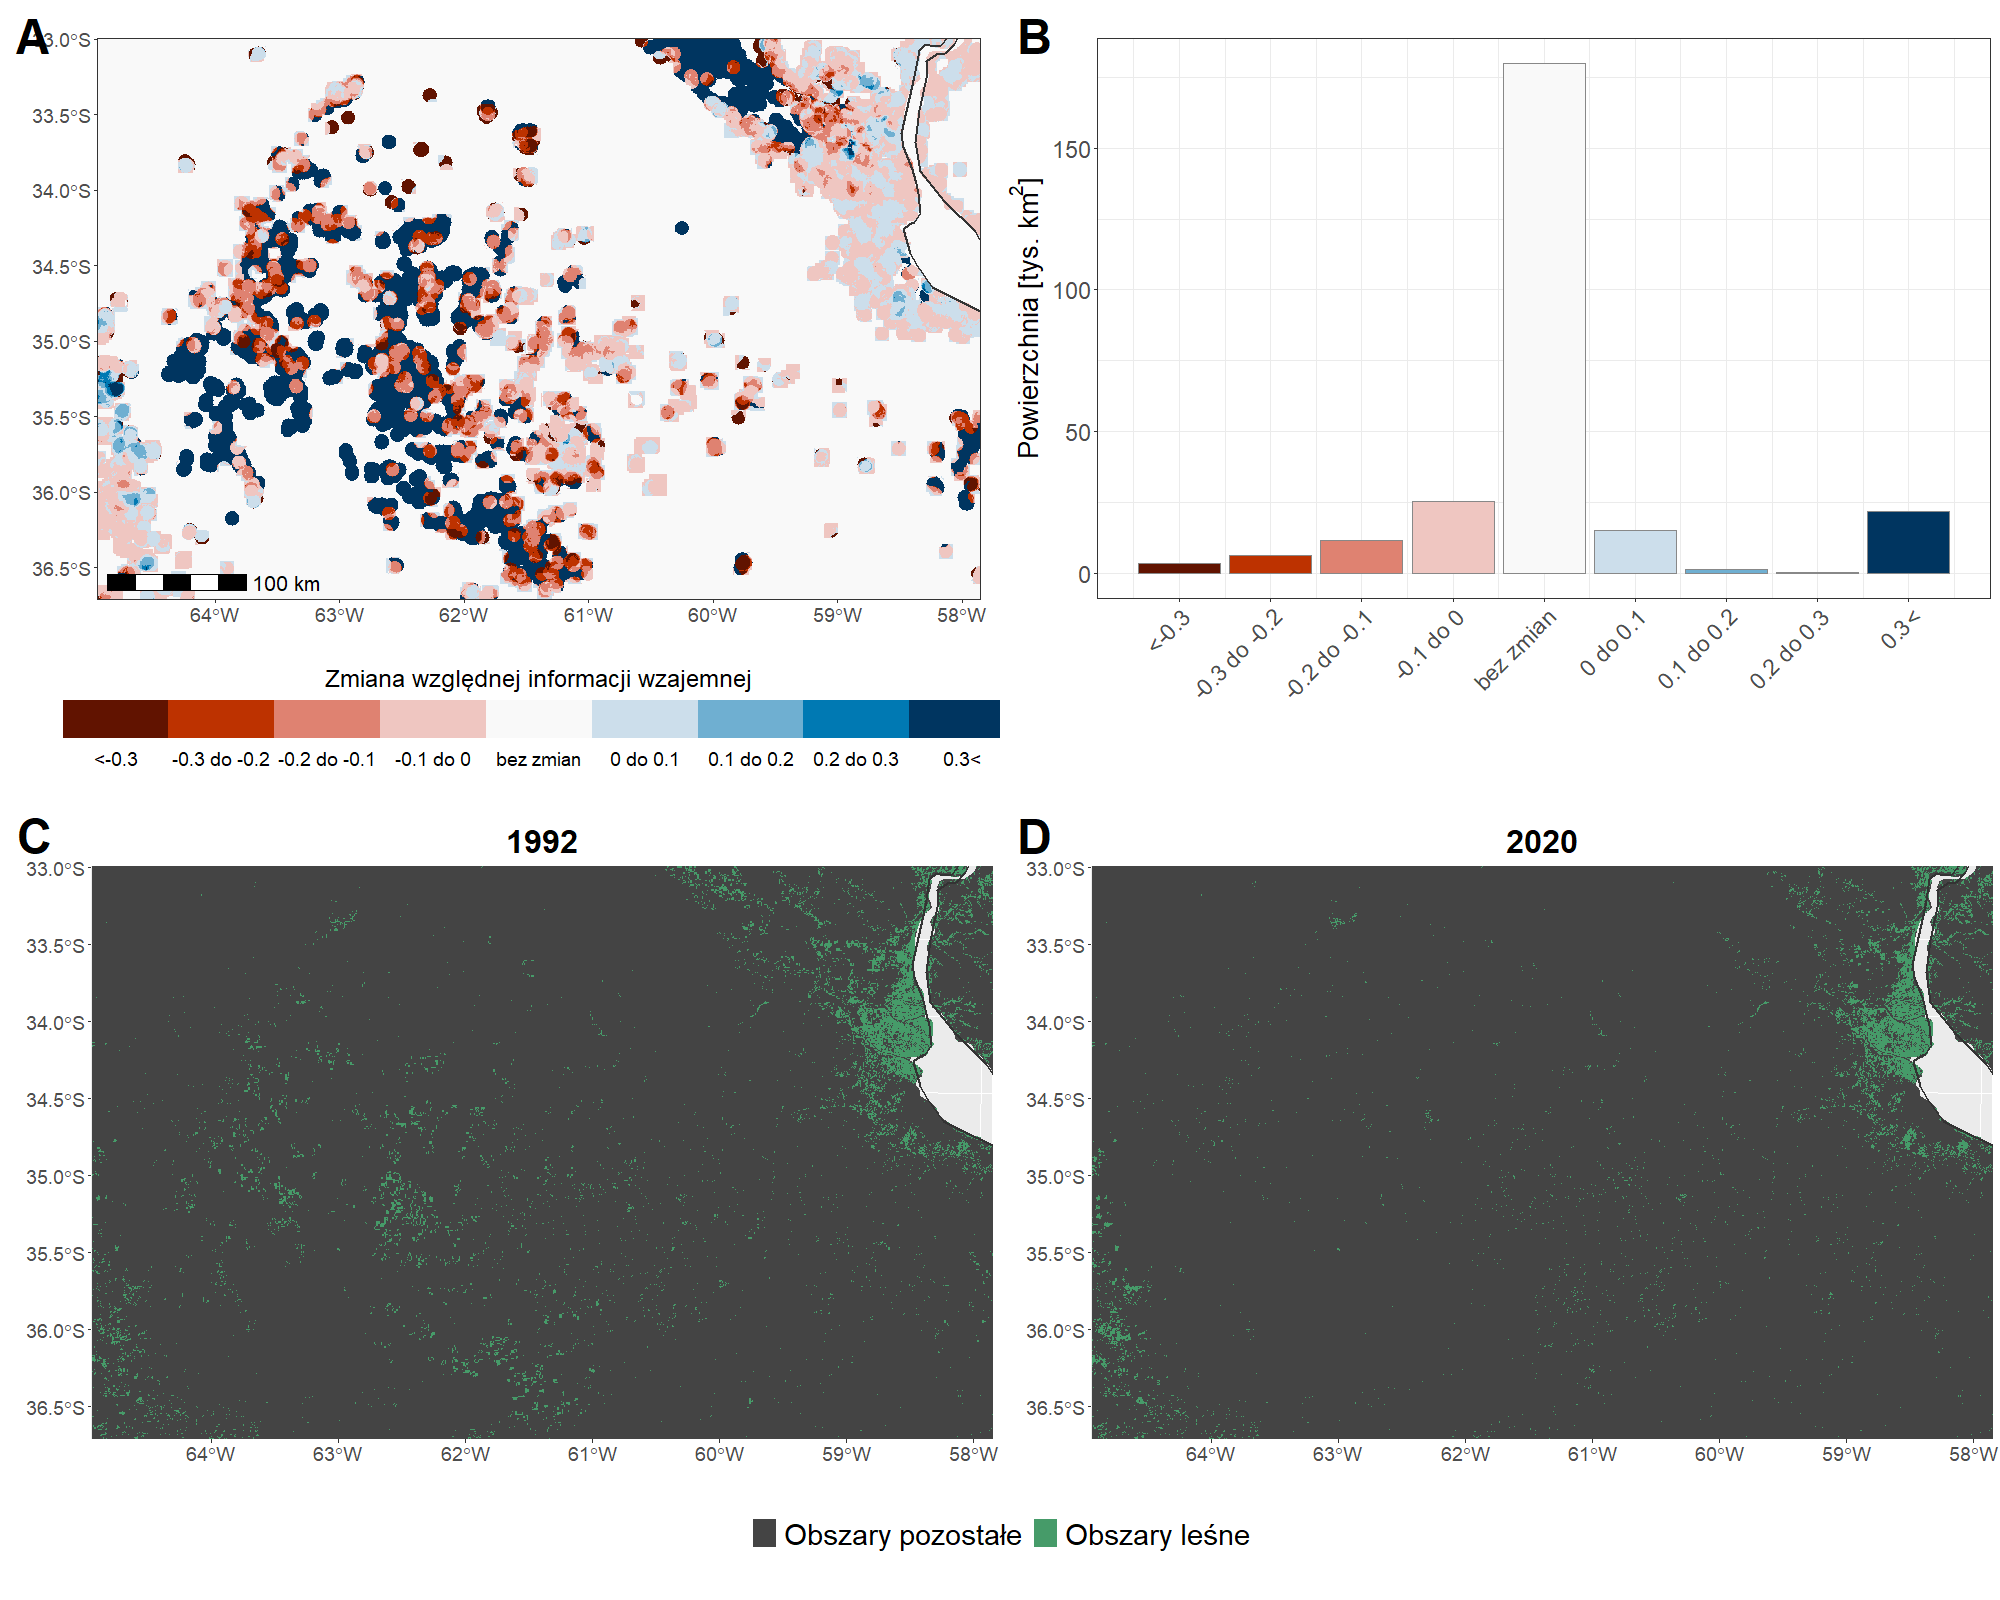 A
33.0°S
33.5°S
34.0°S
34.5°S
35.0°S
35.5°S
36.0°S
36.5°S
100 km
64°W 63°W 62°W 61°W 60°W 59°W 58°W
Zmiana względnej informacji wzajemnej
<-0.3 -0.3 do -0.2 -0.2 do -0.1 -0.1 do 0 bez zmian 0 do 0.1 0.1 do 0.2 0.2 do 0.3 0.3<
B
Powierzchnia [tys. km²]
150
100
50
0
<-0.3 -0.3 do -0.2 -0.2 do -0.1 -0.1 do 0 bez zmian 0 do 0.1 0.1 do 0.2 0.2 do 0.3 0.3<
C
1992
33.0°S
33.5°S
34.0°S
34.5°S
35.0°S
35.5°S
36.0°S
36.5°S
64°W 63°W 62°W 61°W 60°W 59°W 58°W
D
2020
33.0°S
33.5°S
34.0°S
34.5°S
35.0°S
35.5°S
36.0°S
36.5°S
64°W 63°W 62°W 61°W 60°W 59°W 58°W
Obszary pozostałe Obszary leśne